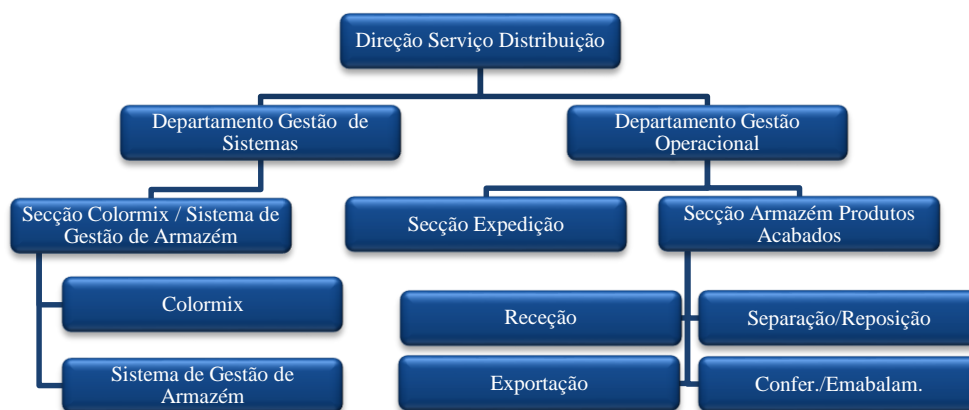 Direção Serviço Distribuição
Departamento Gestão de
Sistemas
Departamento Gestão
Operacional
Secção Colormix / Sistema de
Gestão de Armazém
Secção Expedição
Secção Armazém Produtos
Acabados
Colormix
Receção
Separação/Reposição
Sistema de Gestão de
Armazém
Exportação
Confer./Emabalam.